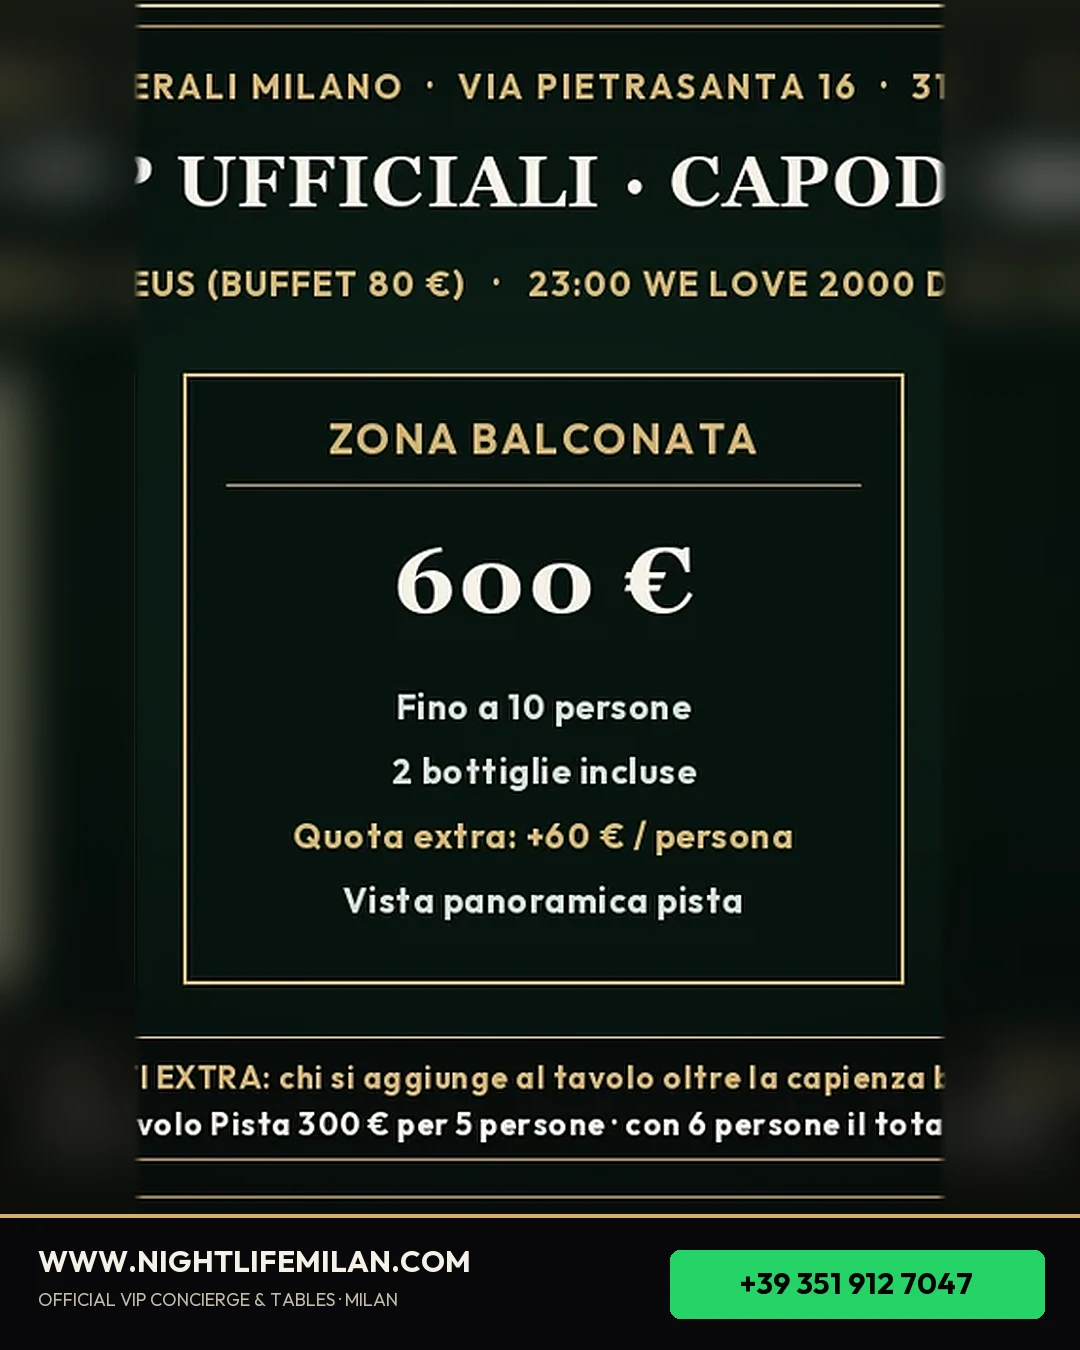 ERALI MILANO · VIA PIETRASANTA 16 · 31
UFFICIALI · CAPOD
EUS (BUFFET 80 €) · 23:00 WE LOVE 2000 D
ZONA BALCONATA
600 €
Fino a 10 persone
2 bottiglie incluse
Quota extra: +60 € / persona
Vista panoramica pista
I EXTRA: chi si aggiunge al tavolo oltre la capienza b
volo Pista 300 € per 5 persone · con 6 persone il tota
WWW.NIGHTLIFEMILAN.COM
OFFICIAL VIP CONCIERGE & TABLES · MILAN
+39 351 912 7047